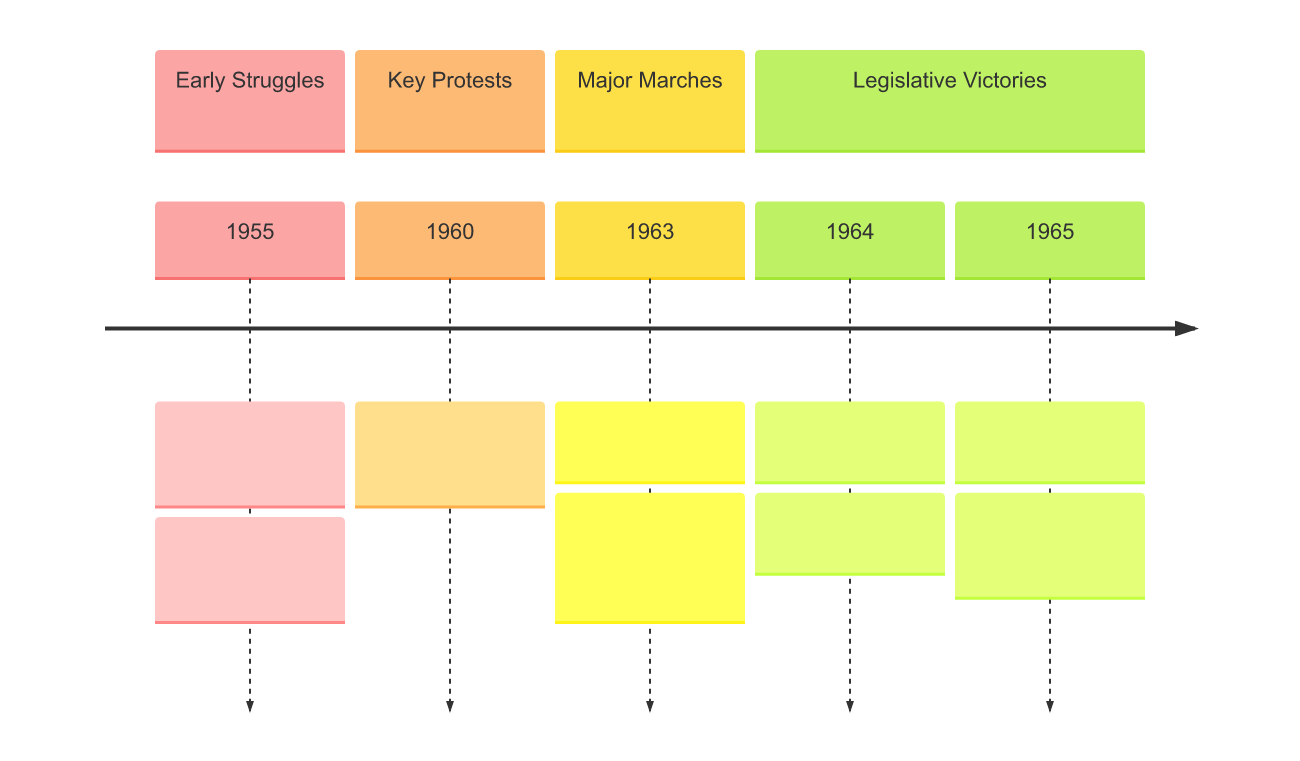 Early Struggles
Key Protests
Major Marches
Legislative Victories
1955
1960
1963
1964
1965